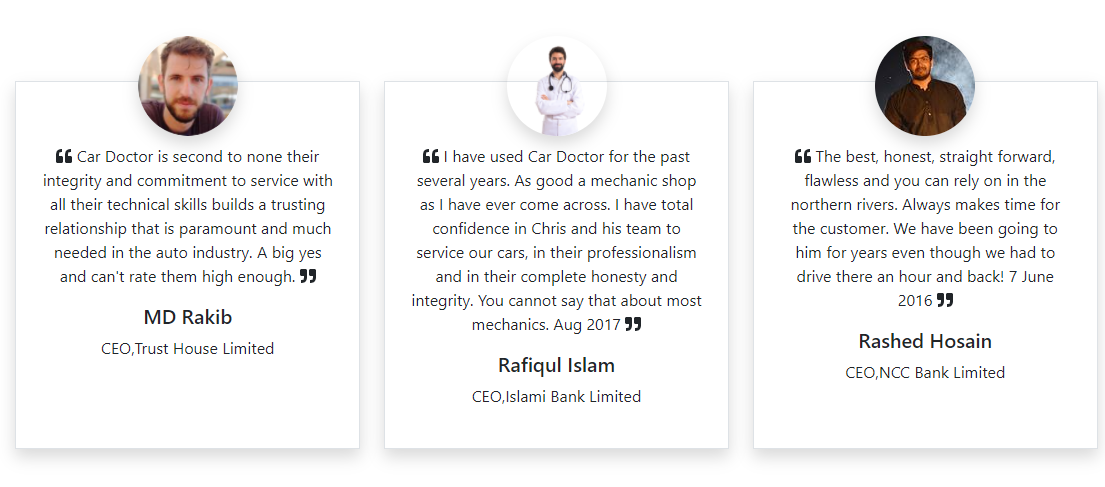 ❝ Car Doctor is second to none their
integrity and commitment to service with
all their technical skills builds a trusting
relationship that is paramount and much
needed in the auto industry. A big yes
and can't rate them high enough. ❞
MD Rakib
CEO,Trust House Limited
❝ I have used Car Doctor for the past
several years. As good a mechanic shop
as I have ever come across. I have total
confidence in Chris and his team to
service our cars, in their professionalism
and in their complete honesty and
integrity. You cannot say that about most
mechanics. Aug 2017 ❞
Rafiqul Islam
CEO,Islami Bank Limited
❝ The best, honest, straight forward,
flawless and you can rely on in the
northern rivers. Always makes time for
the customer. We have been going to
him for years even though we had to
drive there an hour and back! 7 June
2016 ❞
Rashed Hosain
CEO,NCC Bank Limited